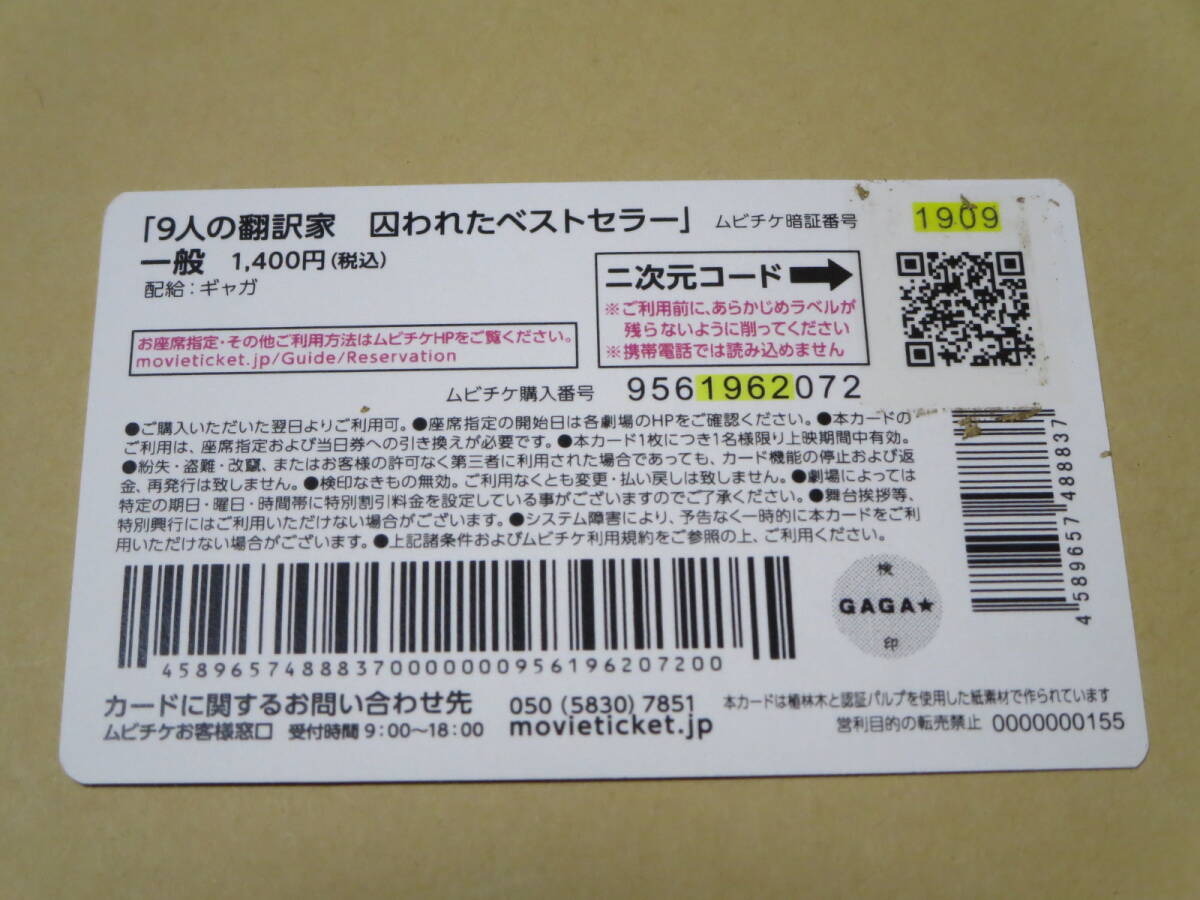 「9人の翻訳家　囚われたベストセラー」
ムビチケ暗証番号
1909
一般 1,400円(税込)
配給：ギャガ
二次元コード
※ご利用前に、あらかじめラベルが
残らないように削ってください
※携帯電話では読み込めません
お座席指定・その他ご利用方法はムビチケHPをご覧ください。
movieticket.jp/Guide/Reservation
ムビチケ購入番号 9561962072
●ご購入いただいた翌日よりご利用可。●座席指定の開始日は各劇場のHPをご確認ください。●本カードの
ご利用は、座席指定および当日券への引き換えが必要です。●本カード1枚につき1名様限り上映期間中有効。
●紛失・盗難・改竄、またはお客様の許可なく第三者に利用された場合であっても、カード機能の停止および返
金、再発行は致しません。●検印なきもの無効。ご利用なくとも変更・払い戻しは致しません。●劇場によっては
特定の期日・曜日・時間帯に特別割引料金を設定している事がございますのでご了承ください。●舞台挨拶等、
特別興行にはご利用いただけない場合がございます。●システム障害により、予告なく一時的に本カードをご利
用いただけない場合がございます。●上記諸条件およびムビチケ利用規約をご参照の上、ご利用ください。
4 589657 488837
検
GAGA★
印
4589657488837000000009561962072​00
カードに関するお問い合わせ先
ムビチケお客様窓口 受付時間 9:00〜18:00
050 (5830) 7851
movieticket.jp
本カードは植林木と認証パルプを使用した紙素材で作られています
営利目的の転売禁止 0000000155